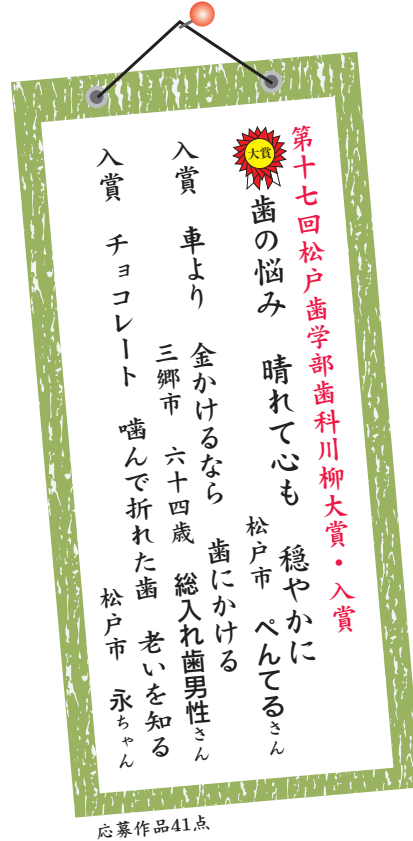 第十七回松戸歯学部歯科川柳大賞・入賞
大賞
歯の悩み 晴れて心も 穏やかに
松戸市 ぺんてるさん
入賞 車より 金かけるなら 歯にかける
三郷市 六十四歳 総入れ歯男性さん
入賞 チョコレート 噛んで折れた歯 老いを知る
松戸市 永ちゃん
応募作品41点